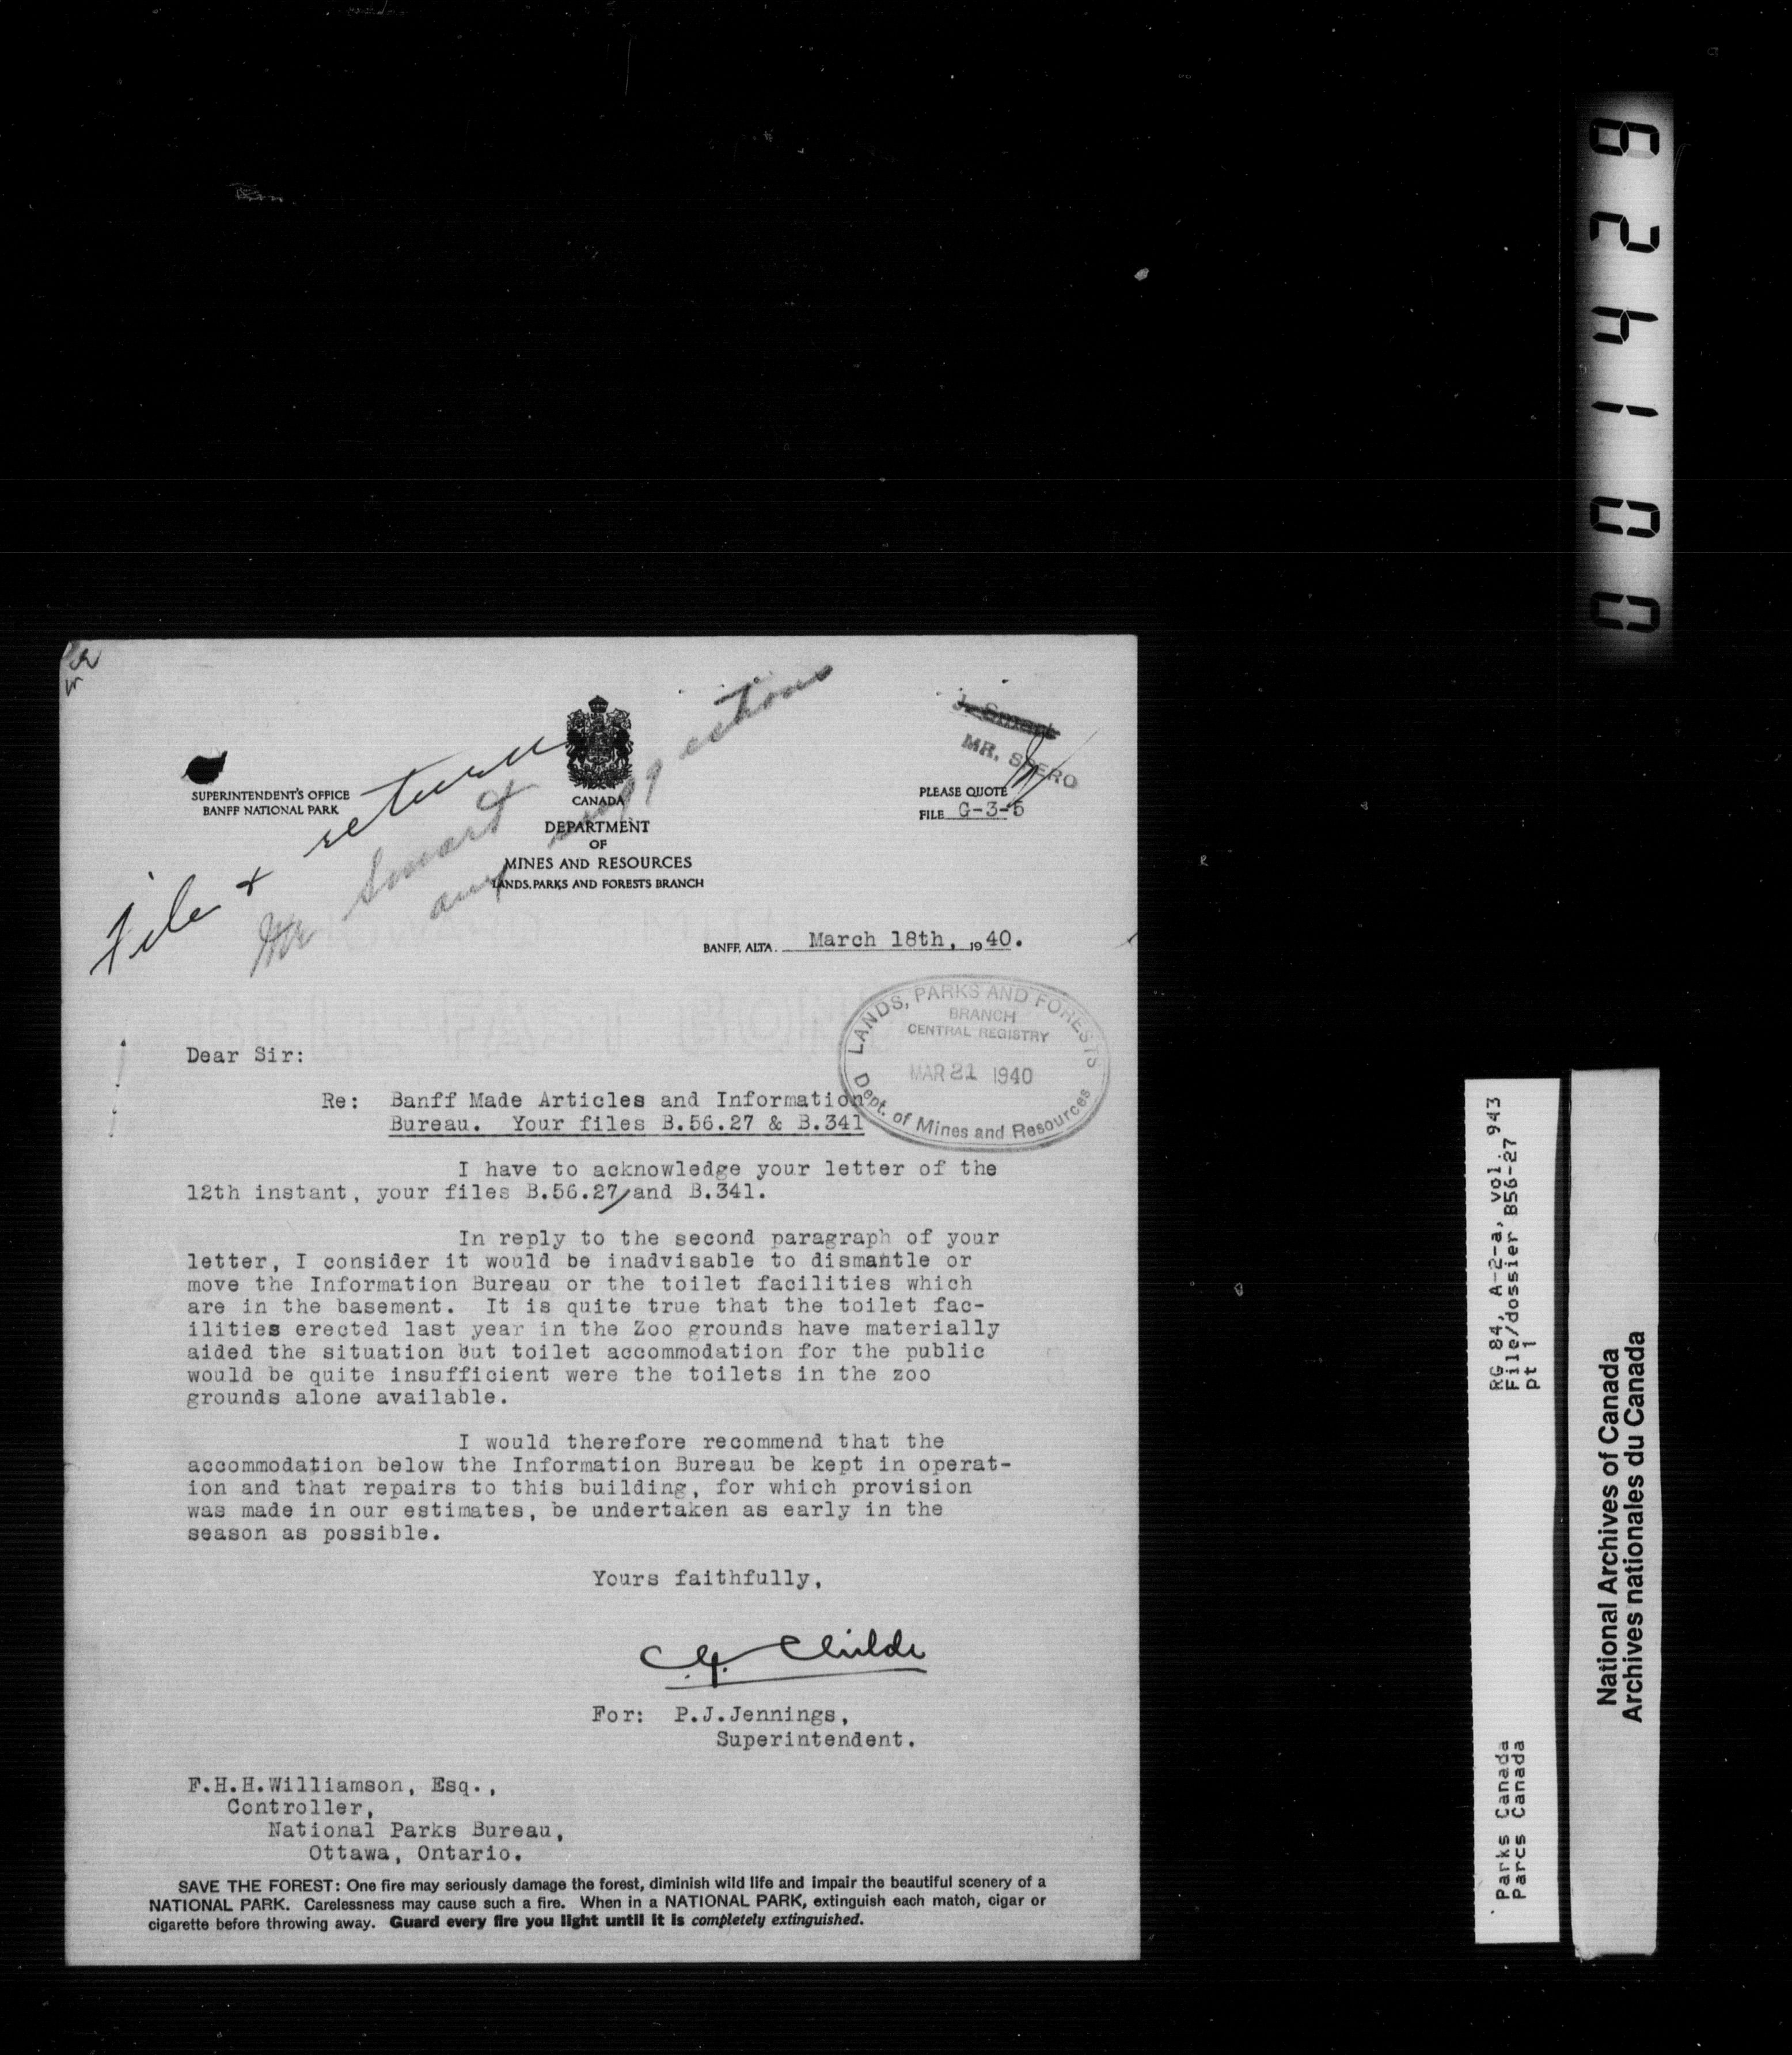 File + return
Mr Smart
any suggestions
J. Smart
MR. SPERO
SUPERINTENDENT'S OFFICE
BANFF NATIONAL PARK
CANADA
DEPARTMENT
OF
MINES AND RESOURCES
LANDS, PARKS AND FORESTS BRANCH
PLEASE QUOTE
FILE G-3-5
BANFF, ALTA. March 18th, 1940.
LANDS, PARKS AND FORESTS
BRANCH
CENTRAL REGISTRY
MAR 21 1940
Dept. of Mines and Resources
Dear Sir:
Re: Banff Made Articles and Information
Bureau. Your files B.56.27 & B.341
I have to acknowledge your letter of the
12th instant, your files B.56.27 and B.341.
In reply to the second paragraph of your
letter, I consider it would be inadvisable to dismantle or
move the Information Bureau or the toilet facilities which
are in the basement. It is quite true that the toilet fac-
ilities erected last year in the Zoo grounds have materially
aided the situation but toilet accommodation for the public
would be quite insufficient were the toilets in the zoo
grounds alone available.
I would therefore recommend that the
accommodation below the Information Bureau be kept in operat-
ion and that repairs to this building, for which provision
was made in our estimates, be undertaken as early in the
season as possible.
Yours faithfully,
C.G. Childe
For: P.J.Jennings,
Superintendent.
F.H.H.Williamson, Esq.,
Controller,
National Parks Bureau,
Ottawa, Ontario.
SAVE THE FOREST: One fire may seriously damage the forest, diminish wild life and impair the beautiful scenery of a
NATIONAL PARK. Carelessness may cause such a fire. When in a NATIONAL PARK, extinguish each match, cigar or
cigarette before throwing away. Guard every fire you light until it is completely extinguished.
001429
RG 84, A-2-a, vol. 943
File/dossier B56-27
pt 1
Parks Canada
Parcs Canada
National Archives of Canada
Archives nationales du Canada